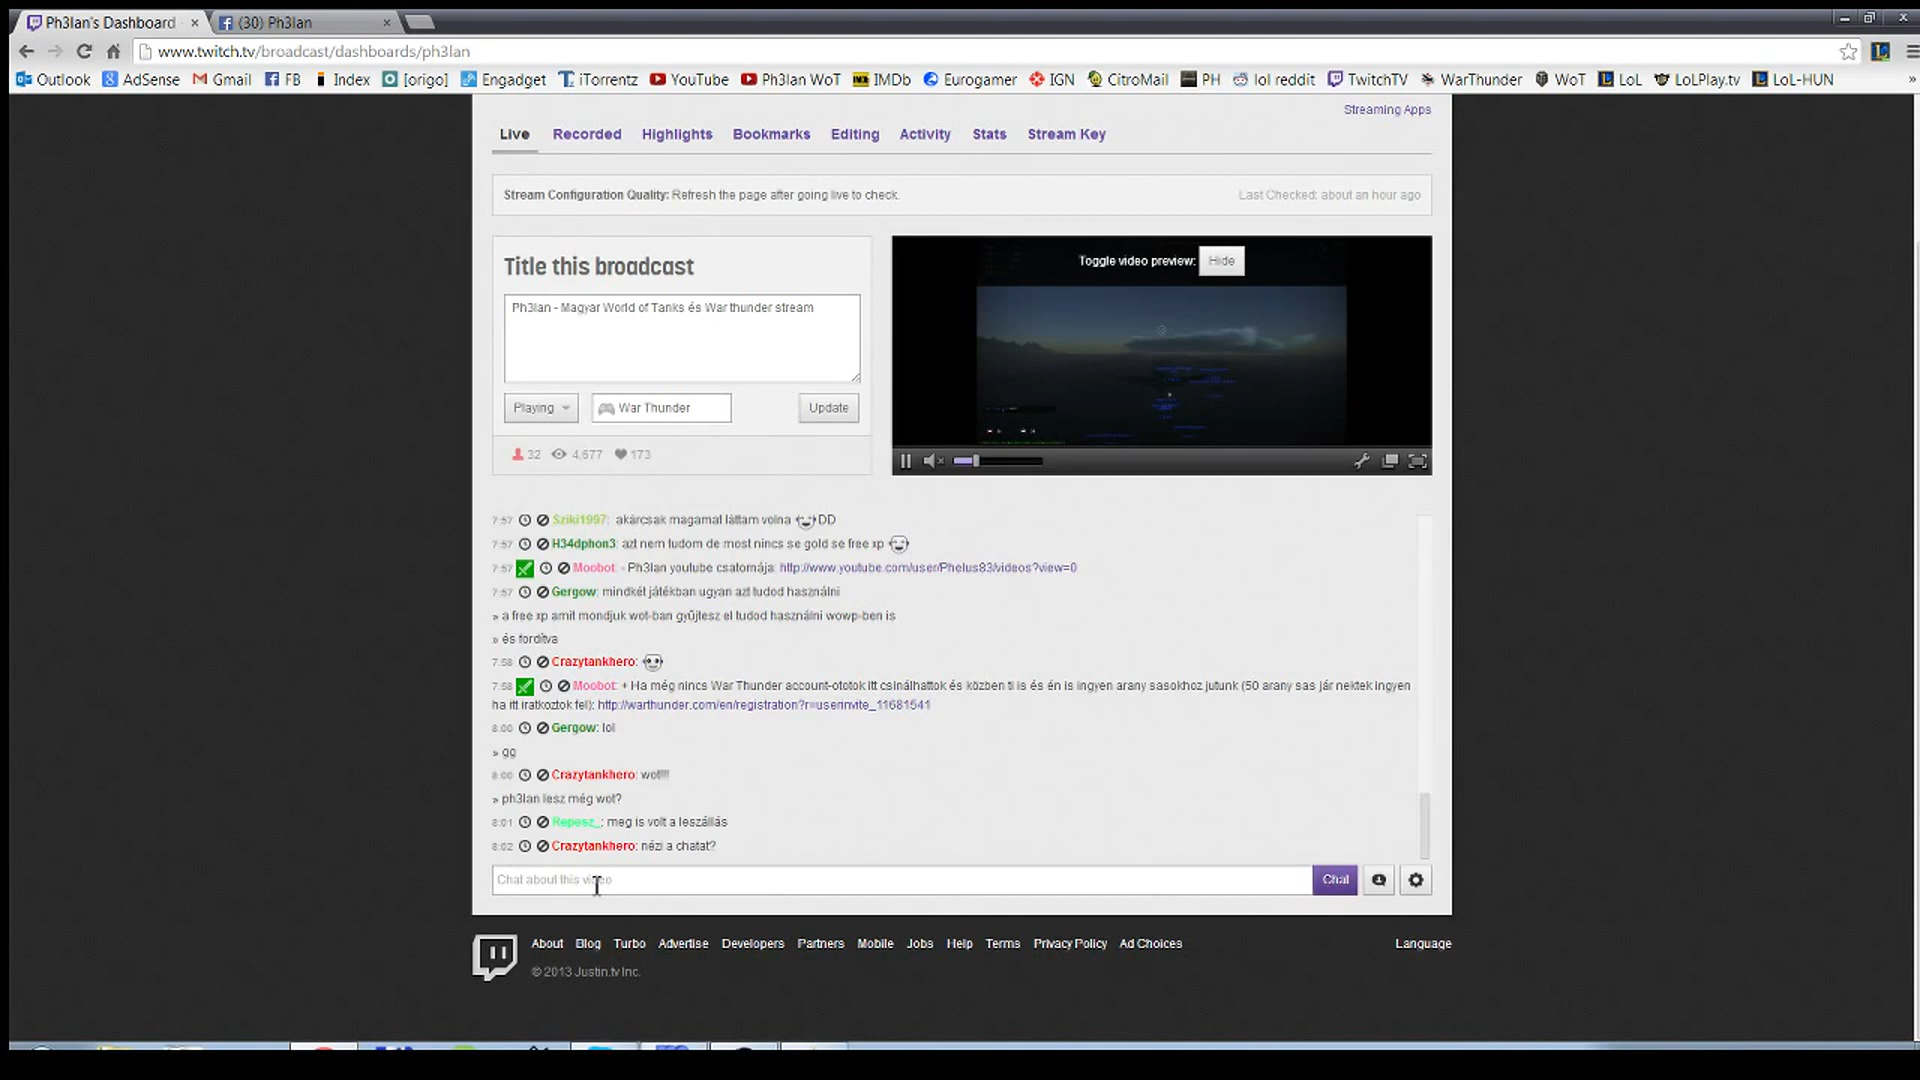 Ph3lan's Dashboard
(30) Ph3lan
www.twitch.tv/broadcast/dashboards/ph3lan
Outlook AdSense Gmail FB Index [origo] Engadget iTorrentz YouTube Ph3lan WoT IMDb Eurogamer IGN CitroMail PH lol reddit TwitchTV WarThunder WoT LoL LoLPlay.tv LoL-HUN »
Streaming Apps
Live Recorded Highlights Bookmarks Editing Activity Stats Stream Key
Stream Configuration Quality: Refresh the page after going live to check.
Last Checked: about an hour ago
Title this broadcast
Ph3lan - Magyar World of Tanks és War thunder stream
Playing War Thunder Update
32 4,677 173
Toggle video preview: Hide
7:57 Sziki1997: akárcsak magamat láttam volna DD
7:57 H34dphon3: azt nem tudom de most nincs se gold se free xp
7:57 Moobot: - Ph3lan youtube csatornája: http://www.youtube.com/user/Phelus83/videos?view=0
7:57 Gergow: mindkét játékban ugyan azt tudod használni
» a free xp amit mondjuk wot-ban gyűjtesz el tudod használni wowp-ben is
» és fordítva
7:58 Crazytankhero:
7:58 Moobot: + Ha még nincs War Thunder account-ototok itt csinálhattok és közben ti is és én is ingyen arany sasokhoz jutunk (50 arany sas jár nektek ingyen
ha itt iratkoztok fel): http://warthunder.com/en/registration?r=userinvite_11681541
8:00 Gergow: lol
» gg
8:00 Crazytankhero: wot!!!
» ph3lan lesz még wot?
8:01 Repesz_: meg is volt a leszállás
8:02 Crazytankhero: nézi a chatat?
Chat about this video
Chat
About Blog Turbo Advertise Developers Partners Mobile Jobs Help Terms Privacy Policy Ad Choices
Language
© 2013 Justin.tv Inc.